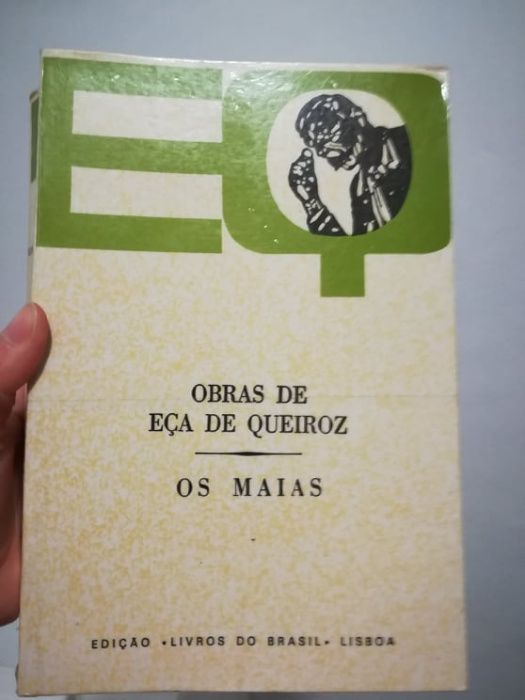 EQ
OBRAS DE
EÇA DE QUEIROZ
OS MAIAS
EDIÇÃO • LIVROS DO BRASIL • LISBOA